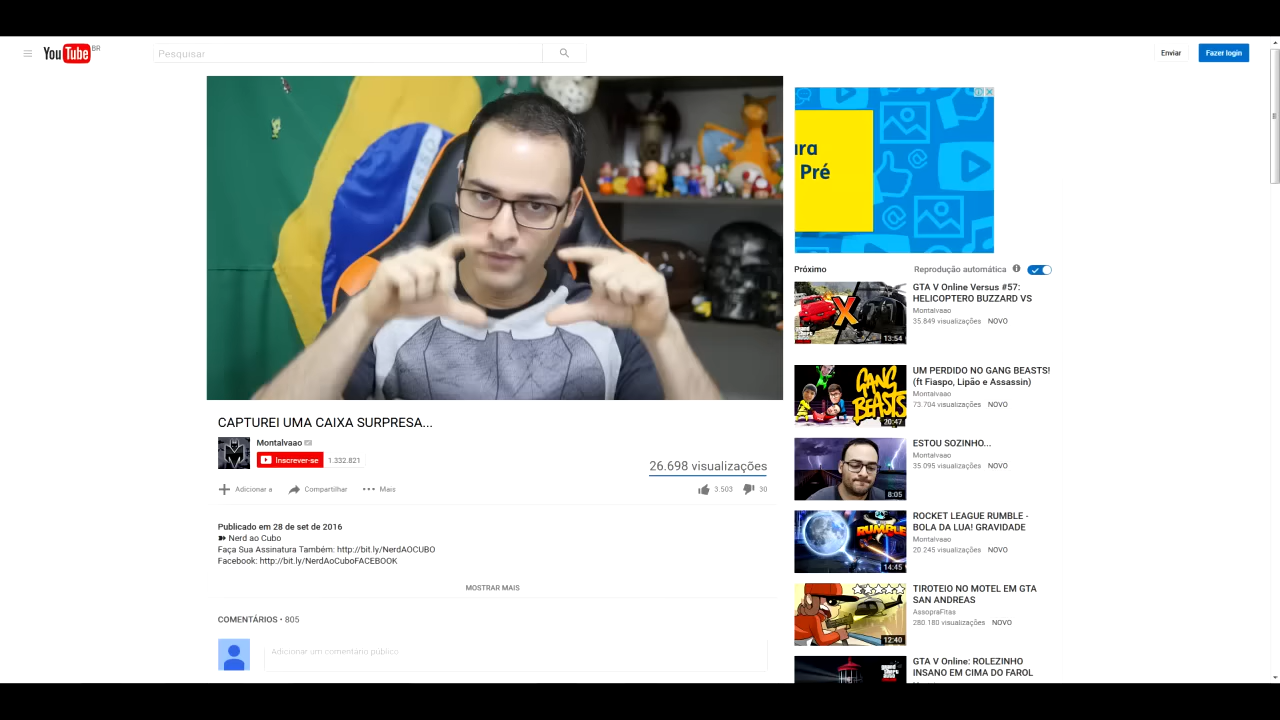 YouTube BR
Pesquisar
Enviar
Fazer login
ara
Pré
CAPTUREI UMA CAIXA SURPRESA...
Montalvaao
Inscrever-se 1.332.821
26.698 visualizações
Adicionar a Compartilhar Mais
3.503 30
Publicado em 28 de set de 2016
Nerd ao Cubo
Faça Sua Assinatura Também: http://bit.ly/NerdAOCUBO
Facebook: http://bit.ly/NerdAoCuboFACEBOOK
MOSTRAR MAIS
COMENTÁRIOS • 805
Adicionar um comentário público
Próximo
Reprodução automática
GTA V Online Versus #57:
HELICOPTERO BUZZARD VS
Montalvaao
35.849 visualizações NOVO
X
13:54
UM PERDIDO NO GANG BEASTS!
(ft Fiaspo, Lipão e Assassin)
Montalvaao
73.704 visualizações NOVO
GANG
BEASTS
20:47
ESTOU SOZINHO...
Montalvaao
35 095 visualizações NOVO
8:05
ROCKET LEAGUE RUMBLE -
BOLA DA LUA! GRAVIDADE
Montalvaao
20 245 visualizações NOVO
RUMBLE
14:45
TIROTEIO NO MOTEL EM GTA
SAN ANDREAS
AssopraFitas
280.180 visualizações NOVO
12:40
GTA V Online: ROLEZINHO
INSANO EM CIMA DO FAROL